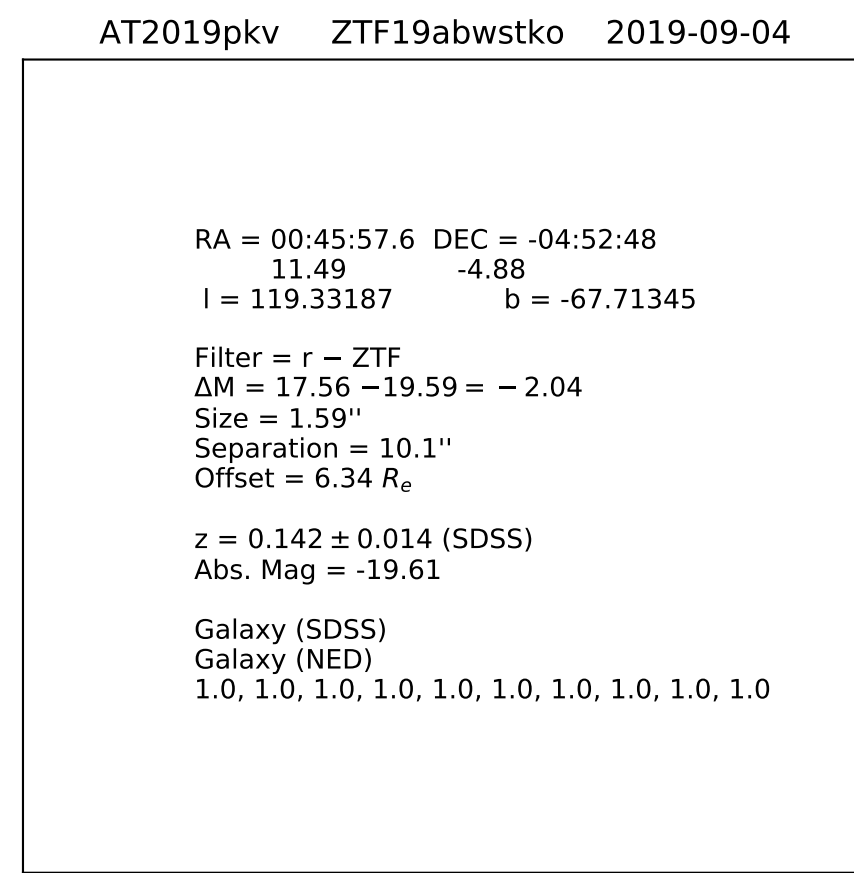 AT2019pkv ZTF19abwstko 2019-09-04
RA = 00:45:57.6 DEC = -04:52:48
11.49 -4.88
l = 119.33187 b = -67.71345
Filter = r − ZTF
ΔM = 17.56 −19.59 = −2.04
Size = 1.59''
Separation = 10.1''
Offset = 6.34 Re
z = 0.142 ± 0.014 (SDSS)
Abs. Mag = -19.61
Galaxy (SDSS)
Galaxy (NED)
1.0, 1.0, 1.0, 1.0, 1.0, 1.0, 1.0, 1.0, 1.0, 1.0